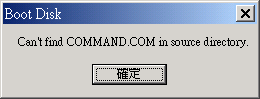 Boot Disk
Can't find COMMAND.COM in source directory.
確定